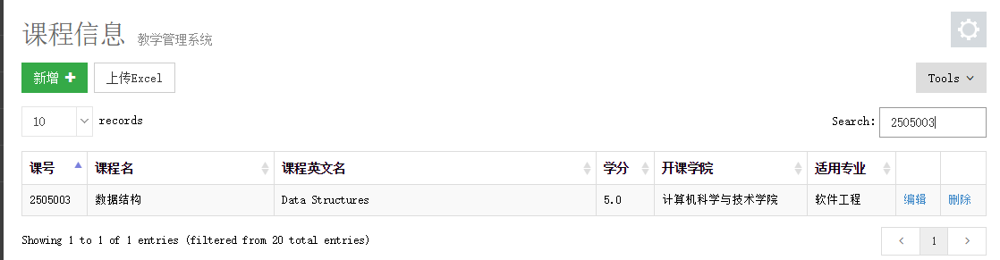 课程信息 教学管理系统
新增 上传Excel Tools
10 records Search: 2505003
课号 课程名 课程英文名 学分 开课学院 适用专业
2505003 数据结构 Data Structures 5.0 计算机科学与技术学院 软件工程 编辑 删除
Showing 1 to 1 of 1 entries (filtered from 20 total entries) 1